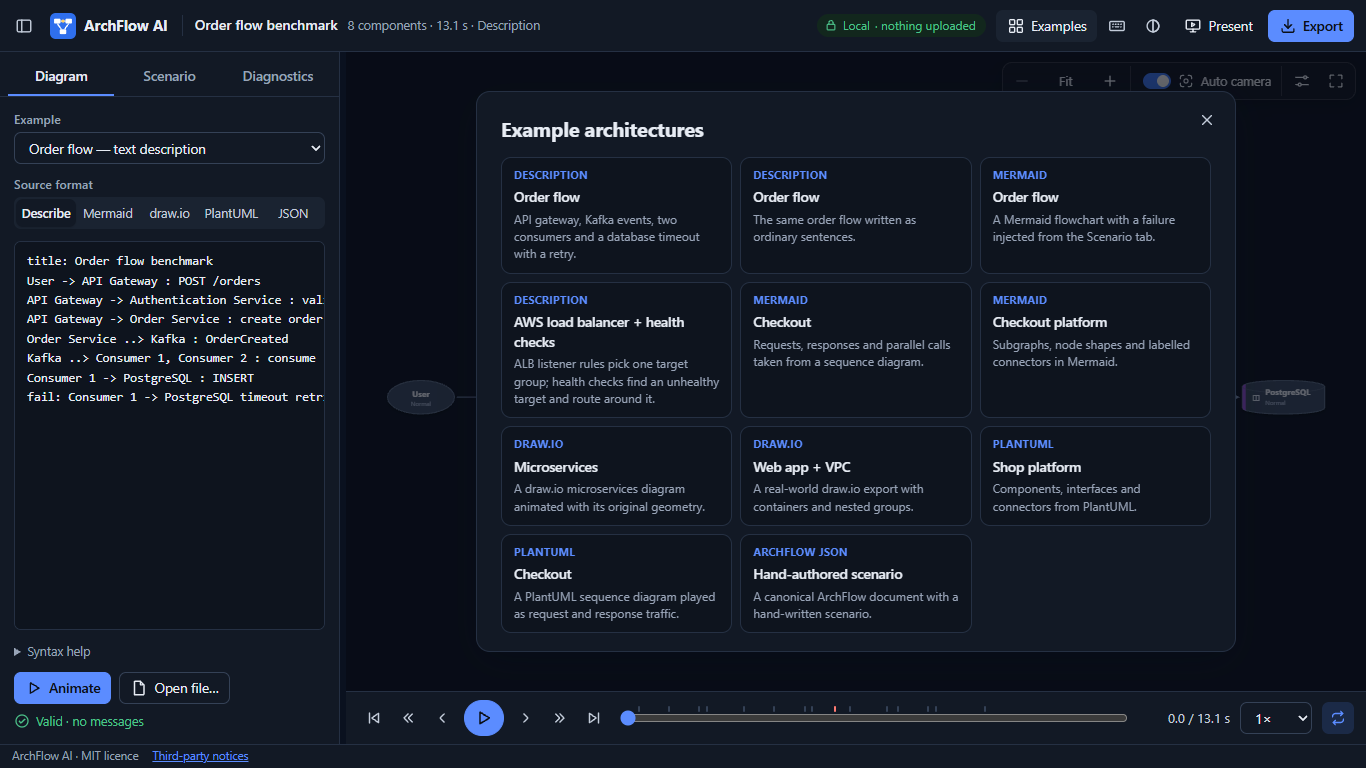 ArchFlow AI
Order flow benchmark
8 components · 13.1 s · Description
Local · nothing uploaded
Examples
Present
Export
Diagram
Scenario
Diagnostics
Fit
Auto camera
Example
Order flow — text description
Source format
Describe
Mermaid
draw.io
PlantUML
JSON
title: Order flow benchmark
User -> API Gateway : POST /orders
API Gateway -> Authentication Service : val
API Gateway -> Order Service : create order
Order Service ..> Kafka : OrderCreated
Kafka ..> Consumer 1, Consumer 2 : consume
Consumer 1 -> PostgreSQL : INSERT
fail: Consumer 1 -> PostgreSQL timeout retr
Syntax help
Animate
Open file...
Valid · no messages
Example architectures
DESCRIPTION
Order flow
API gateway, Kafka events, two
consumers and a database timeout
with a retry.
DESCRIPTION
Order flow
The same order flow written as
ordinary sentences.
MERMAID
Order flow
A Mermaid flowchart with a failure
injected from the Scenario tab.
DESCRIPTION
AWS load balancer + health
checks
ALB listener rules pick one target
group; health checks find an unhealthy
target and route around it.
MERMAID
Checkout
Requests, responses and parallel calls
taken from a sequence diagram.
MERMAID
Checkout platform
Subgraphs, node shapes and labelled
connectors in Mermaid.
DRAW.IO
Microservices
A draw.io microservices diagram
animated with its original geometry.
DRAW.IO
Web app + VPC
A real-world draw.io export with
containers and nested groups.
PLANTUML
Shop platform
Components, interfaces and
connectors from PlantUML.
PLANTUML
Checkout
A PlantUML sequence diagram played
as request and response traffic.
ARCHFLOW JSON
Hand-authored scenario
A canonical ArchFlow document with a
hand-written scenario.
User
Normal
PostgreSQL
Normal
0.0 / 13.1 s
1×
ArchFlow AI · MIT licence
Third-party notices